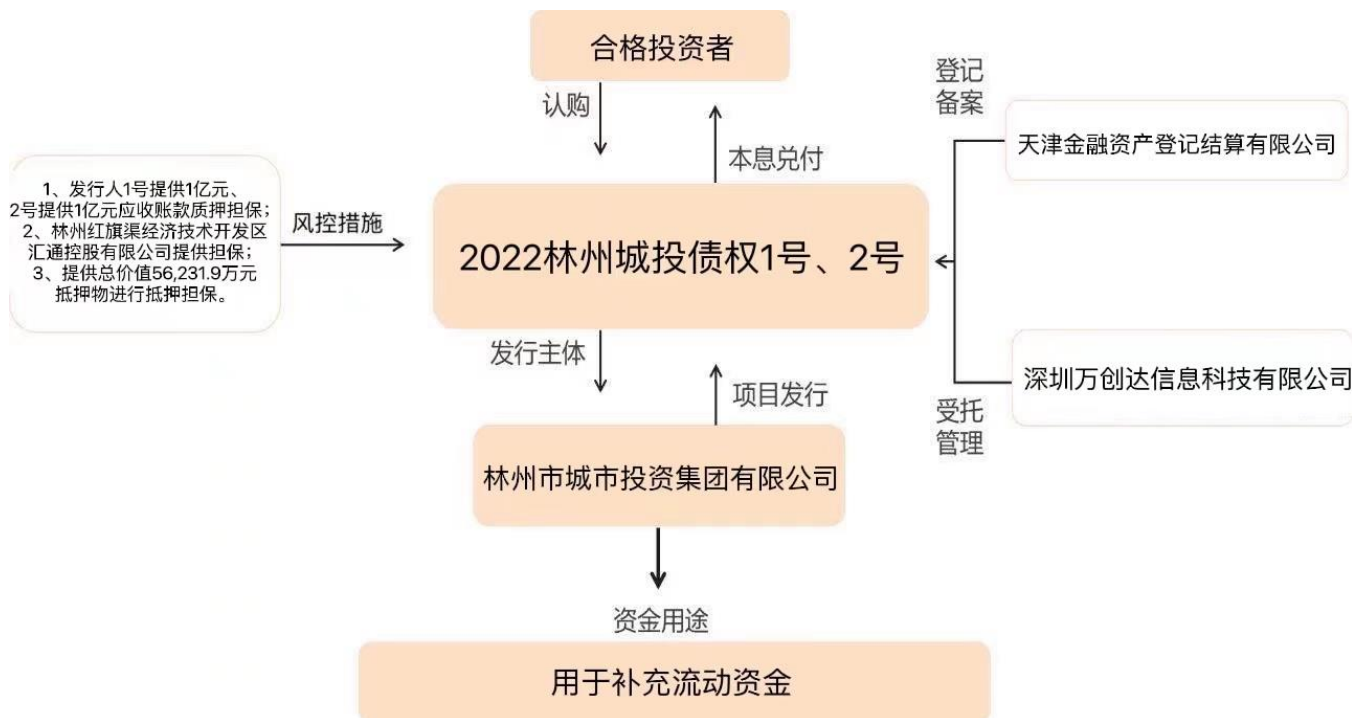 合格投资者
认购
本息兑付
登记
备案
天津金融资产登记结算有限公司
1、发行人1号提供1亿元、
2号提供1亿元应收账款质押担保；
2、林州红旗渠经济技术开发区
汇通控股有限公司提供担保；
3、提供总价值56,231.9万元
抵押物进行抵押担保。
风控措施
2022林州城投债权1号、2号
发行主体
项目发行
深圳万创达信息科技有限公司
受托
管理
林州市城市投资集团有限公司
资金用途
用于补充流动资金